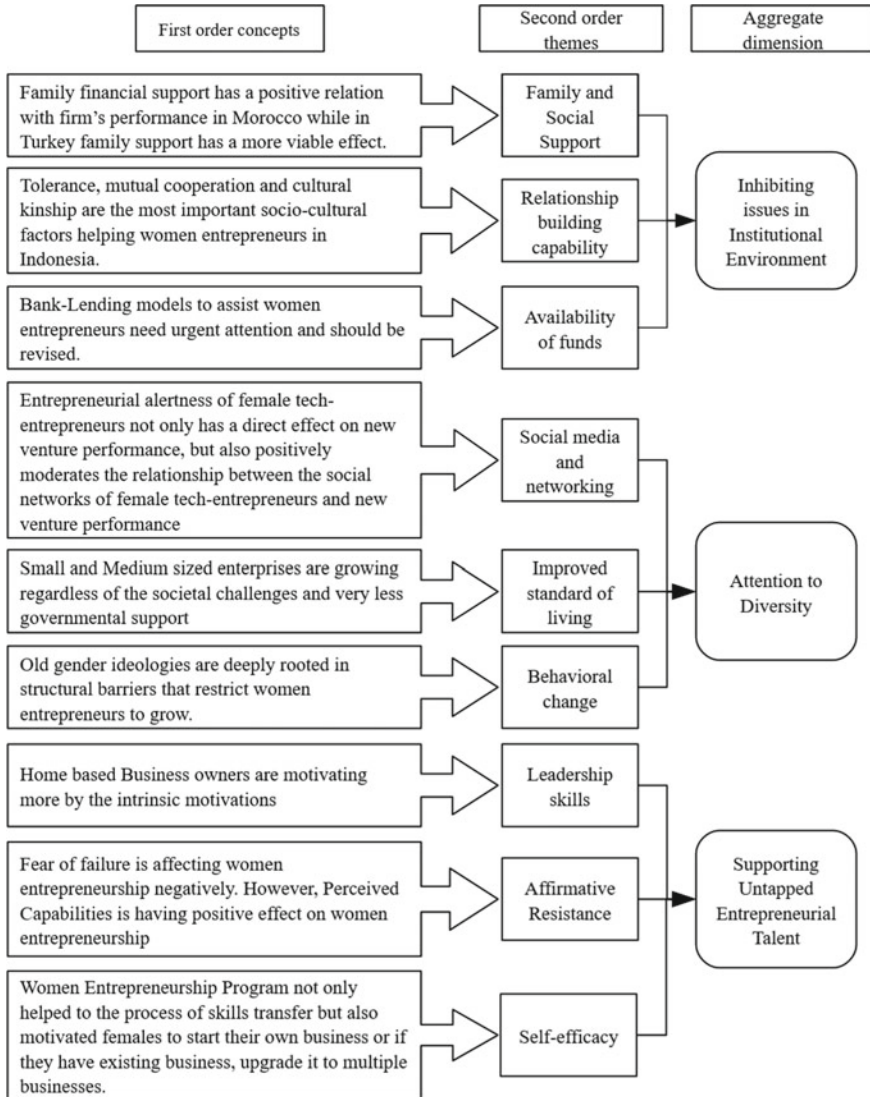 First order concepts
Second order
themes
Aggregate
dimension
Family financial support has a positive relation
with firm's performance in Morocco while in
Turkey family support has a more viable effect.
Family and
Social
Support
Tolerance, mutual cooperation and cultural
kinship are the most important socio-cultural
factors helping women entrepreneurs in
Indonesia.
Relationship
building
capability
Inhibiting
issues in
Institutional
Environment
Bank-Lending models to assist women
entrepreneurs need urgent attention and should be
revised.
Availability
of funds
Entrepreneurial alertness of female tech-
entrepreneurs not only has a direct effect on new
venture performance, but also positively
moderates the relationship between the social
networks of female tech-entrepreneurs and new
venture performance
Social media
and
networking
Small and Medium sized enterprises are growing
regardless of the societal challenges and very less
governmental support
Improved
standard of
living
Attention to
Diversity
Old gender ideologies are deeply rooted in
structural barriers that restrict women
entrepreneurs to grow.
Behavioral
change
Home based Business owners are motivating
more by the intrinsic motivations
Leadership
skills
Fear of failure is affecting women
entrepreneurship negatively. However, Perceived
Capabilities is having positive effect on women
entrepreneurship
Affirmative
Resistance
Supporting
Untapped
Entrepreneurial
Talent
Women Entrepreneurship Program not only
helped to the process of skills transfer but also
motivated females to start their own business or if
they have existing business, upgrade it to multiple
businesses.
Self-efficacy